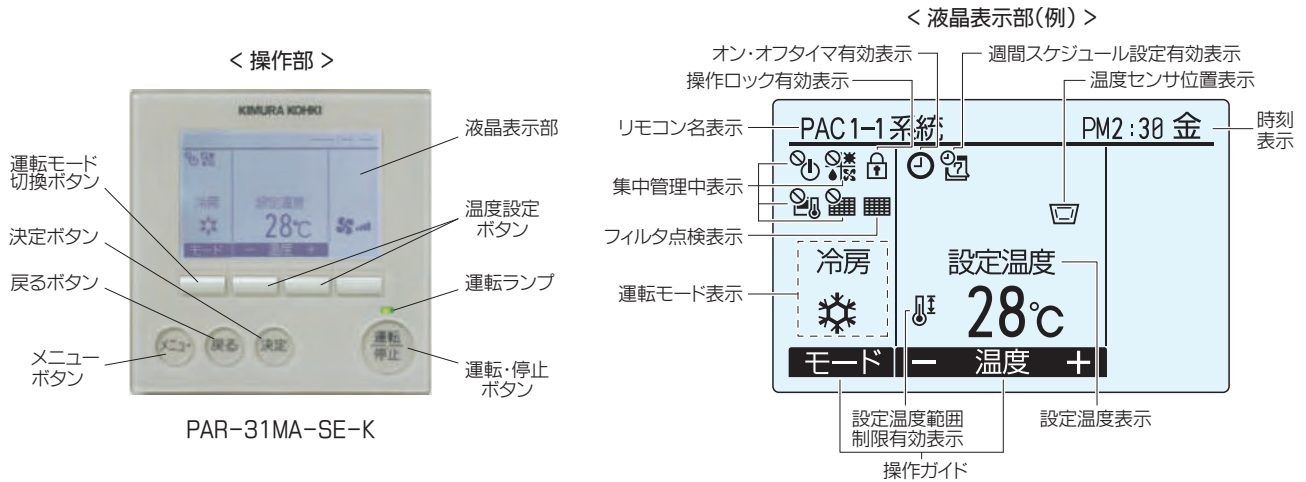 < 操作部 >
KIMURA KOHKI
冷房
設定温度
28℃
モード － 温度 ＋
メニュー
戻る
決定
運転
停止
運転モード
切換ボタン
決定ボタン
戻るボタン
メニュー
ボタン
液晶表示部
温度設定
ボタン
運転ランプ
運転・停止
ボタン
PAR-31MA-SE-K
< 液晶表示部(例) >
オン・オフタイマ有効表示
週間スケジュール設定有効表示
操作ロック有効表示
温度センサ位置表示
リモコン名表示
PAC1-1系統
PM2:30 金
時刻
表示
集中管理中表示
フィルタ点検表示
運転モード表示
冷房
設定温度
28℃
モード － 温度 ＋
設定温度範囲
制限有効表示
設定温度表示
操作ガイド